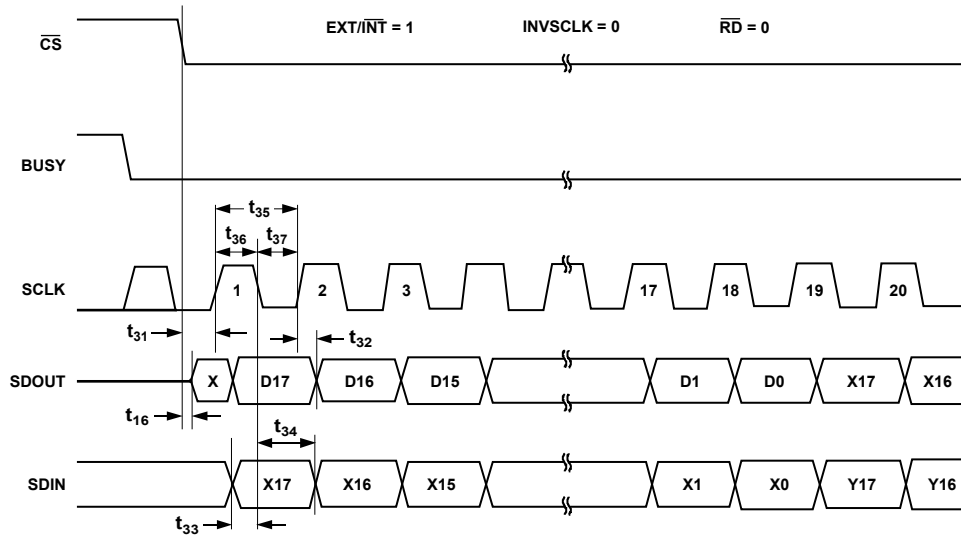 EXT/INT = 1 INVSCLK = 0 RD = 0
CS
BUSY
t35
t36 t37
SCLK 1 2 3 17 18 19 20
t31 t32
SDOUT X D17 D16 D15 D1 D0 X17 X16
t16 t34
SDIN X17 X16 X15 X1 X0 Y17 Y16
t33